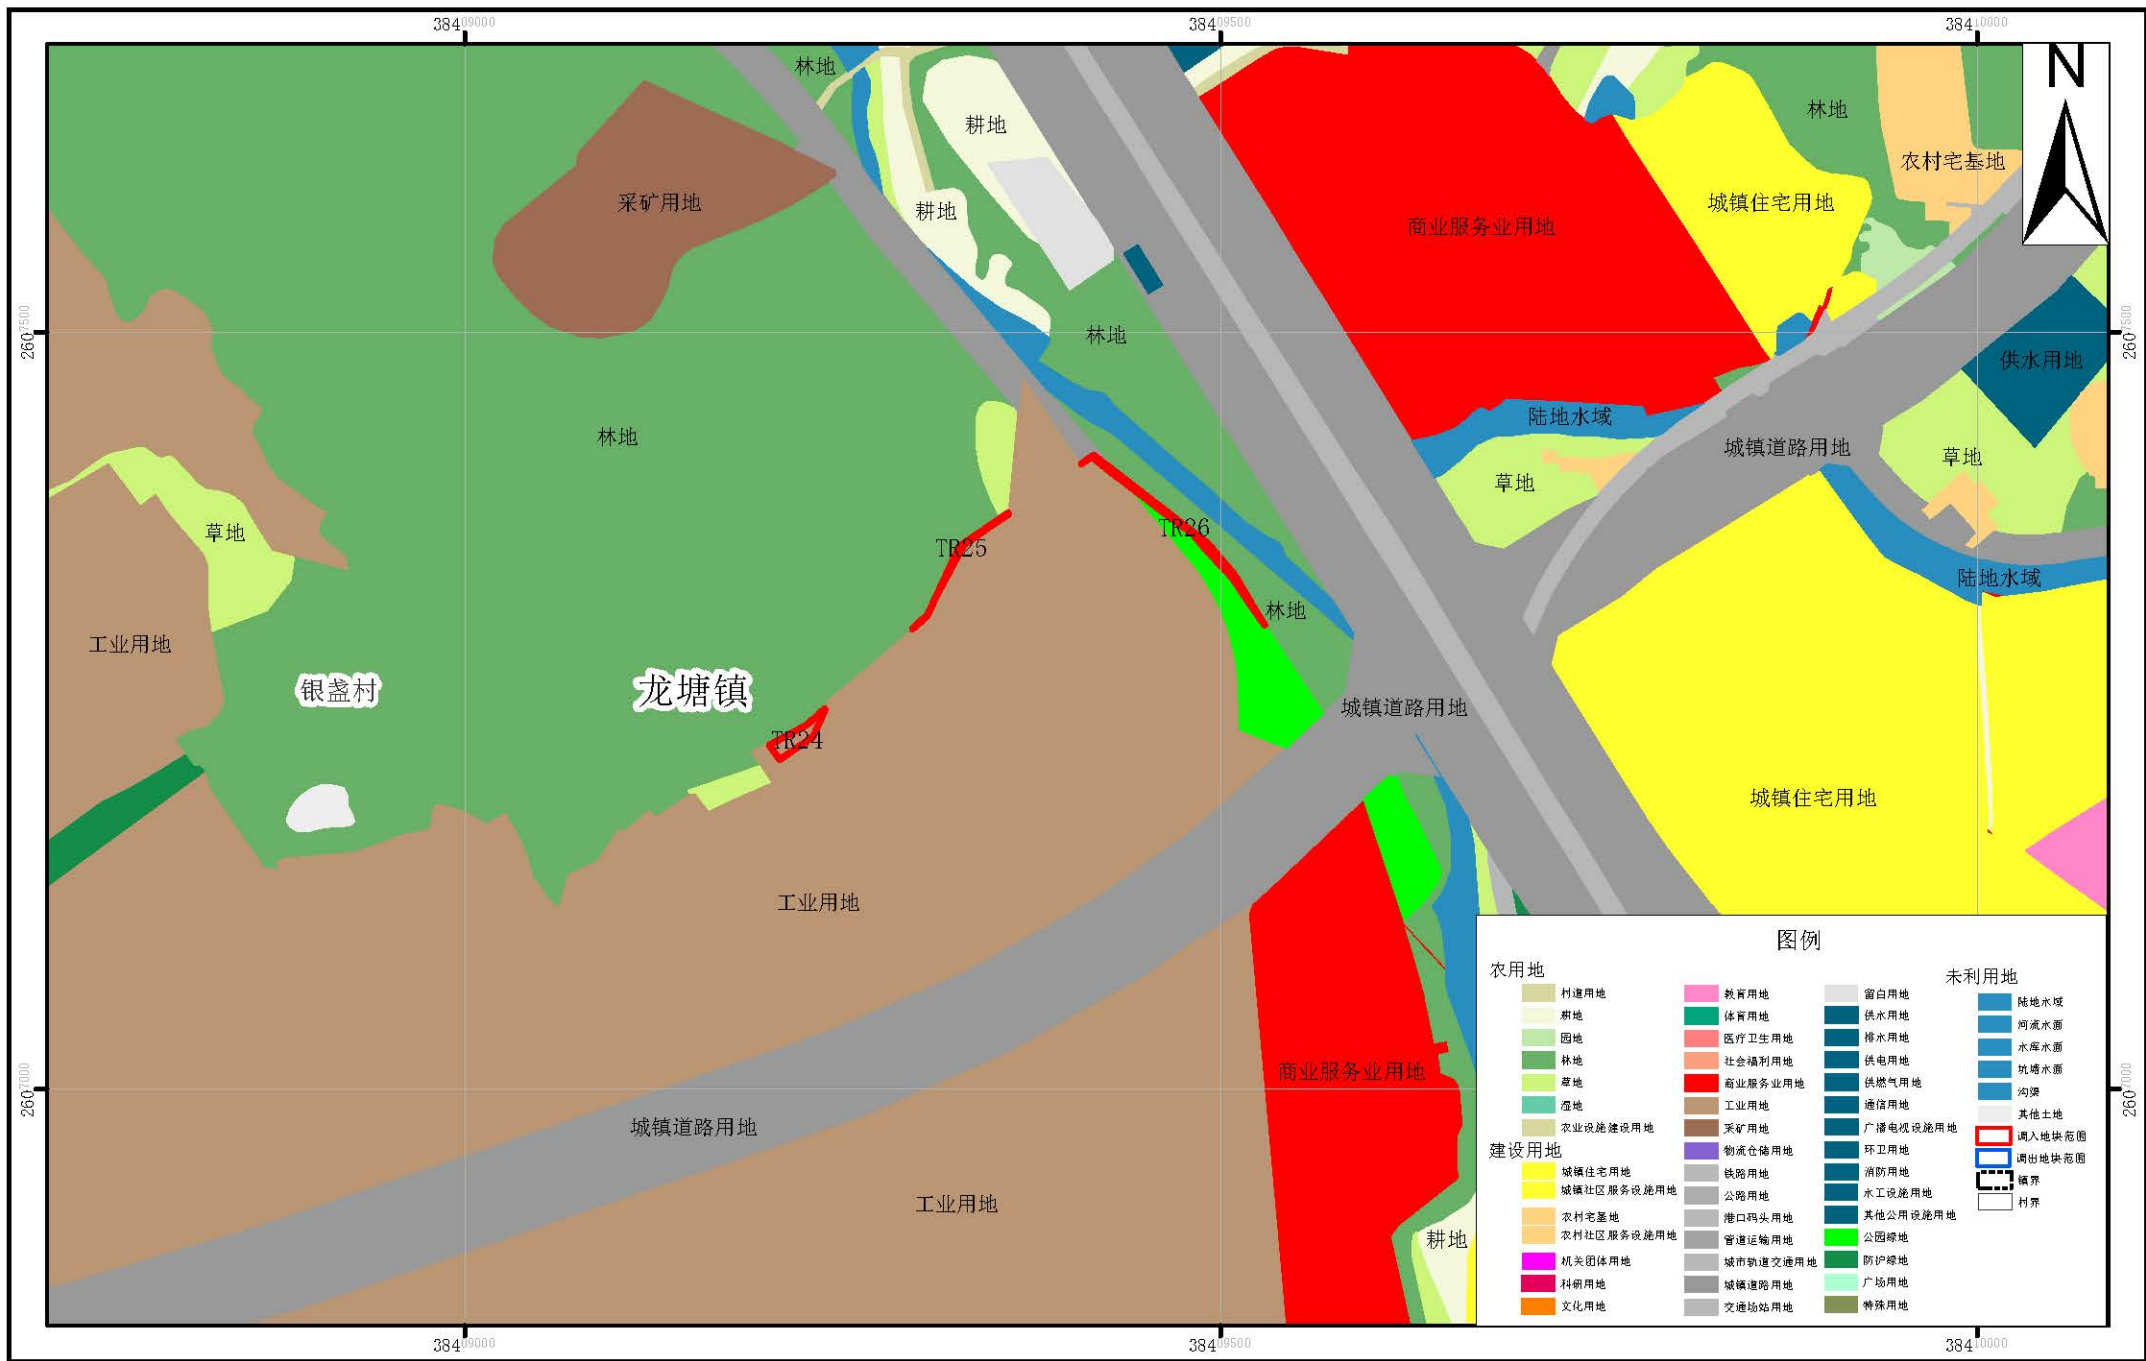 38409000
38409500
38410000
N
林地
耕地
林地
农村宅基地
采矿用地
耕地
城镇住宅用地
商业服务业用地
2607500
2607500
林地
供水用地
陆地水域
林地
城镇道路用地
草地
草地
TR26
草地
TR25
陆地水域
林地
工业用地
银盏村
龙塘镇
城镇道路用地
TR24
城镇住宅用地
工业用地
商业服务业用地
2607000
2607000
城镇道路用地
工业用地
耕地
图例
农用地
村道用地
耕地
园地
林地
草地
湿地
农业设施建设用地
建设用地
城镇住宅用地
城镇社区服务设施用地
农村宅基地
农村社区服务设施用地
机关团体用地
科研用地
文化用地
教育用地
体育用地
医疗卫生用地
社会福利用地
商业服务业用地
工业用地
采矿用地
物流仓储用地
铁路用地
公路用地
港口码头用地
管道运输用地
城市轨道交通用地
城镇道路用地
交通场站用地
留白用地
供水用地
排水用地
供电用地
供燃气用地
通信用地
广播电视设施用地
环卫用地
消防用地
水工设施用地
其他公用设施用地
公园绿地
防护绿地
广场用地
特殊用地
未利用地
陆地水域
河流水面
水库水面
坑塘水面
沟渠
其他土地
调入地块范围
调出地块范围
镇界
村界
38409000
38409500
38410000